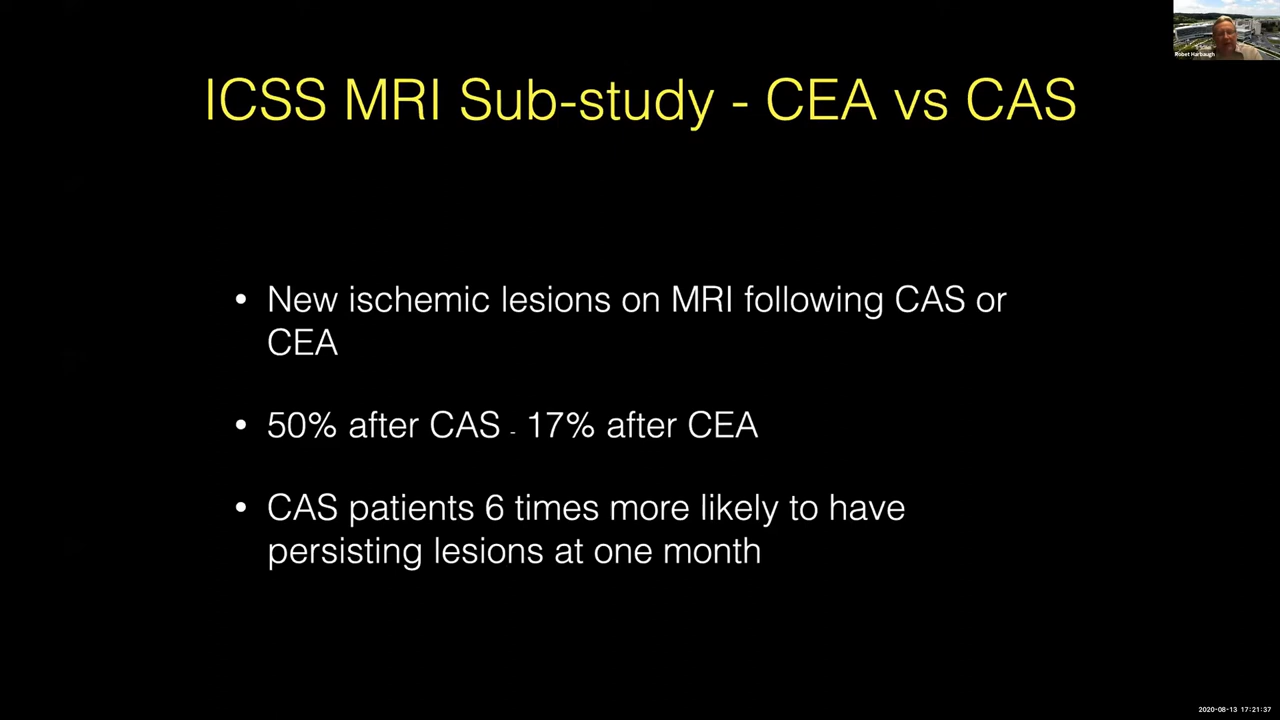 Robet Harbaugh
ICSS MRI Sub-study - CEA vs CAS
• New ischemic lesions on MRI following CAS or
CEA
• 50% after CAS - 17% after CEA
• CAS patients 6 times more likely to have
persisting lesions at one month
2020-08-13 17:21:37